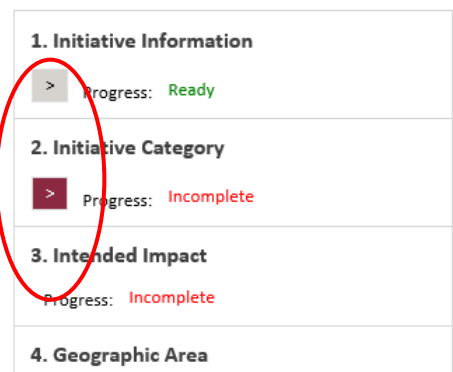 1. Initiative Information
> Progress: Ready
2. Initiative Category
> Progress: Incomplete
3. Intended Impact
Progress: Incomplete
4. Geographic Area